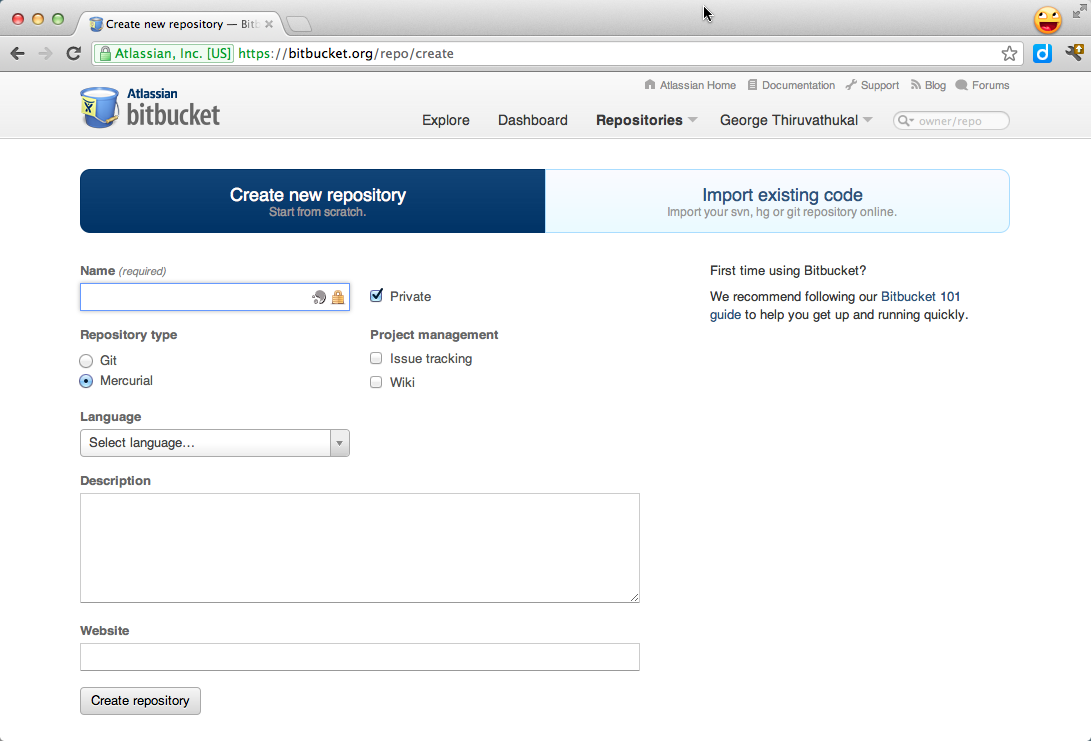 Create new repository — Bit
Atlassian, Inc. [US] https://bitbucket.org/repo/create
Atlassian Home Documentation Support Blog Forums
Atlassian
bitbucket
Explore Dashboard Repositories George Thiruvathukal owner/repo
Create new repository
Start from scratch.
Import existing code
Import your svn, hg or git repository online.
Name (required)
Private
Repository type
Git
Mercurial
Project management
Issue tracking
Wiki
Language
Select language...
Description
Website
Create repository
First time using Bitbucket?
We recommend following our Bitbucket 101
guide to help you get up and running quickly.